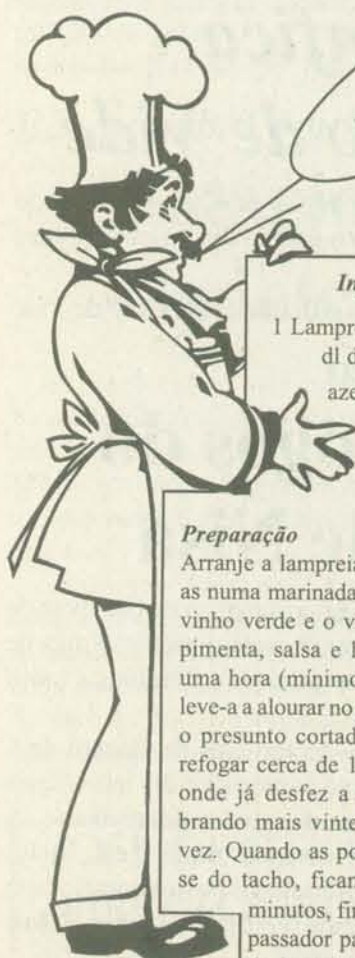 In
1 Lampr
dl d
aze
Preparação
Arranje a lampreia
as numa marinada
vinho verde e o v
pimenta, salsa e l
uma hora (mínimo
leve-a a alourar no
o presunto cortad
refogar cerca de 1
onde já desfez a
brando mais vinte
vez. Quando as po
se do tacho, ficar
minutos, fin
passador pa